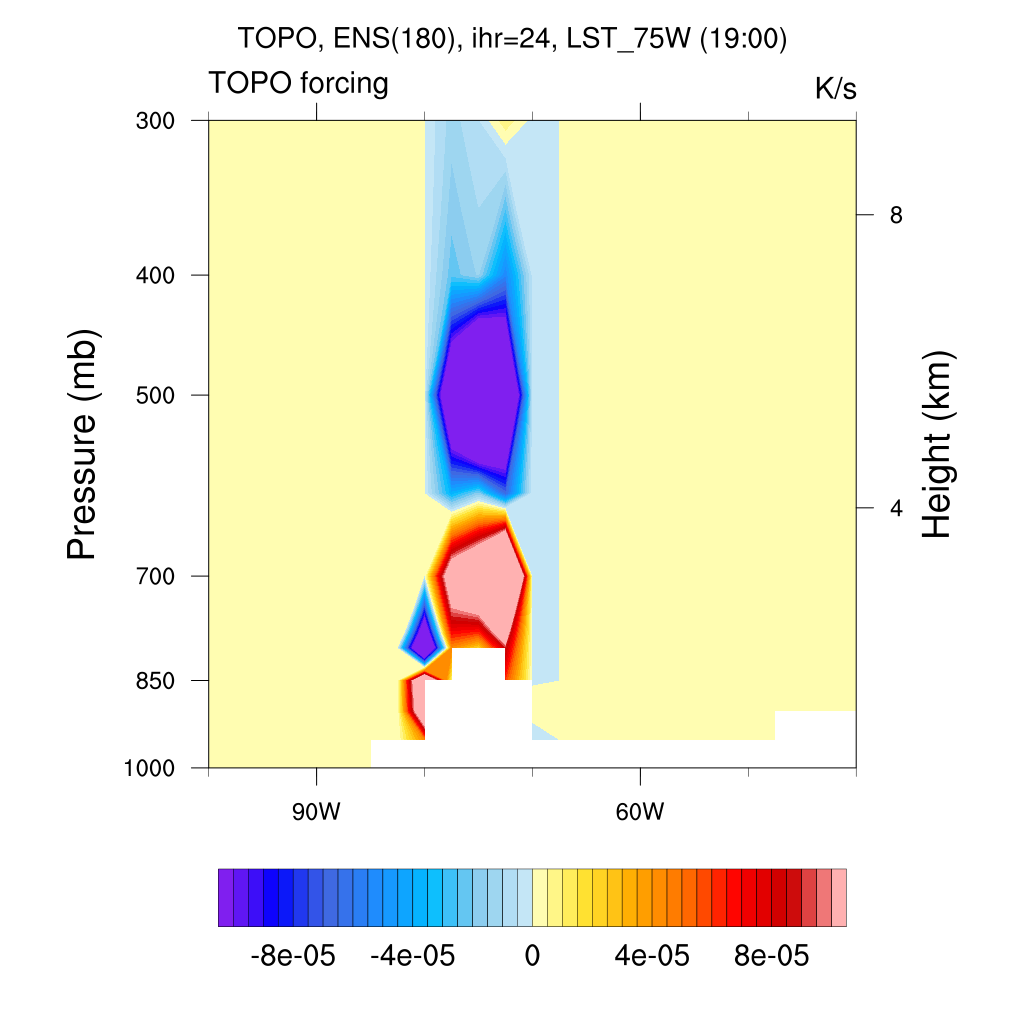 TOPO, ENS(180), ihr=24, LST_75W (19:00)
TOPO forcing
K/s
300
400
500
700
850
1000
Pressure (mb)
8
4
Height (km)
90W
60W
-8e-05
-4e-05
0
4e-05
8e-05